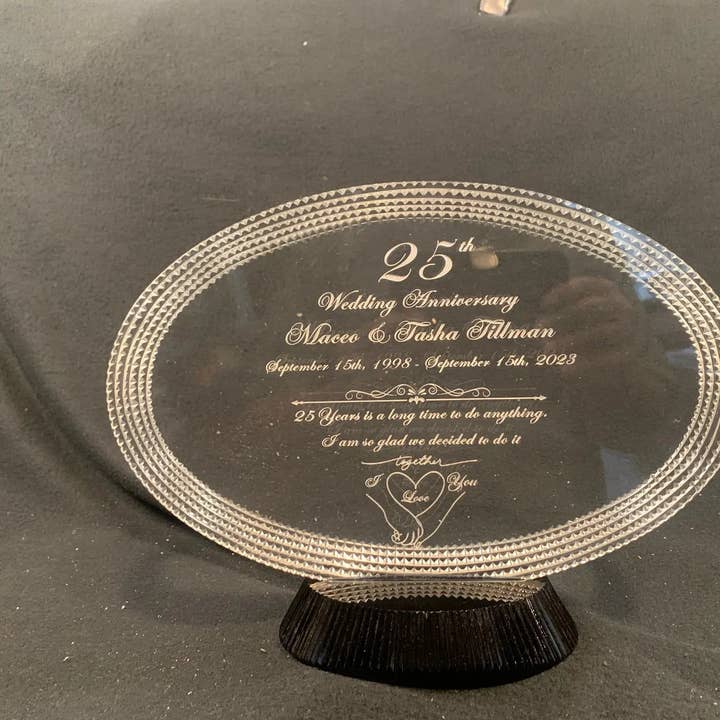 25th
Wedding Anniversary
Maceo & Tasha Tillman
September 15th, 1998 - September 15th, 2023
25 Years is a long time to do anything.
I am so glad we decided to do it
together
I Love You